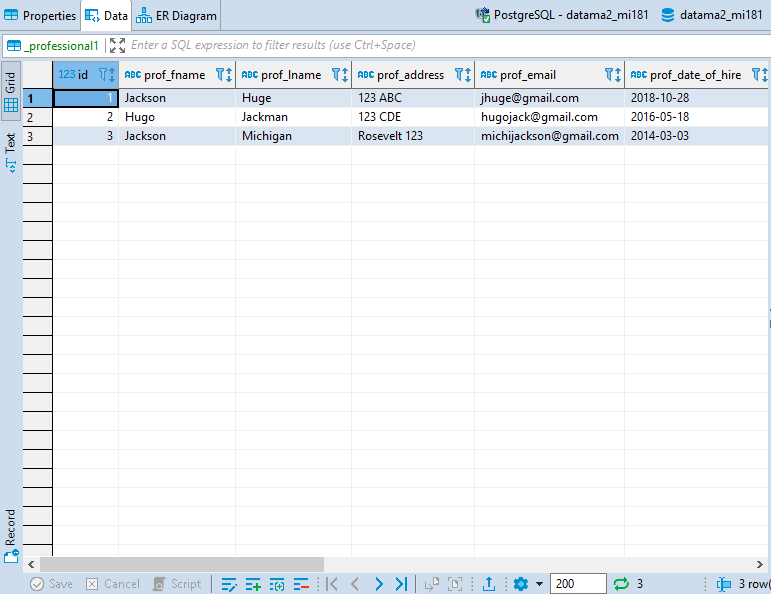 Properties Data ER Diagram PostgreSQL - datama2_mi181 datama2_mi181
_professional1 Enter a SQL expression to filter results (use Ctrl+Space)
Grid
Text
Record
123 id ABC prof_fname ABC prof_lname ABC prof_address ABC prof_email ABC prof_date_of_hire
1 1 Jackson Huge 123 ABC jhuge@gmail.com 2018-10-28
2 2 Hugo Jackman 123 CDE hugojack@gmail.com 2016-05-18
3 3 Jackson Michigan Rosevelt 123 michijackson@gmail.com 2014-03-03
Save Cancel Script 200 3 3 row(